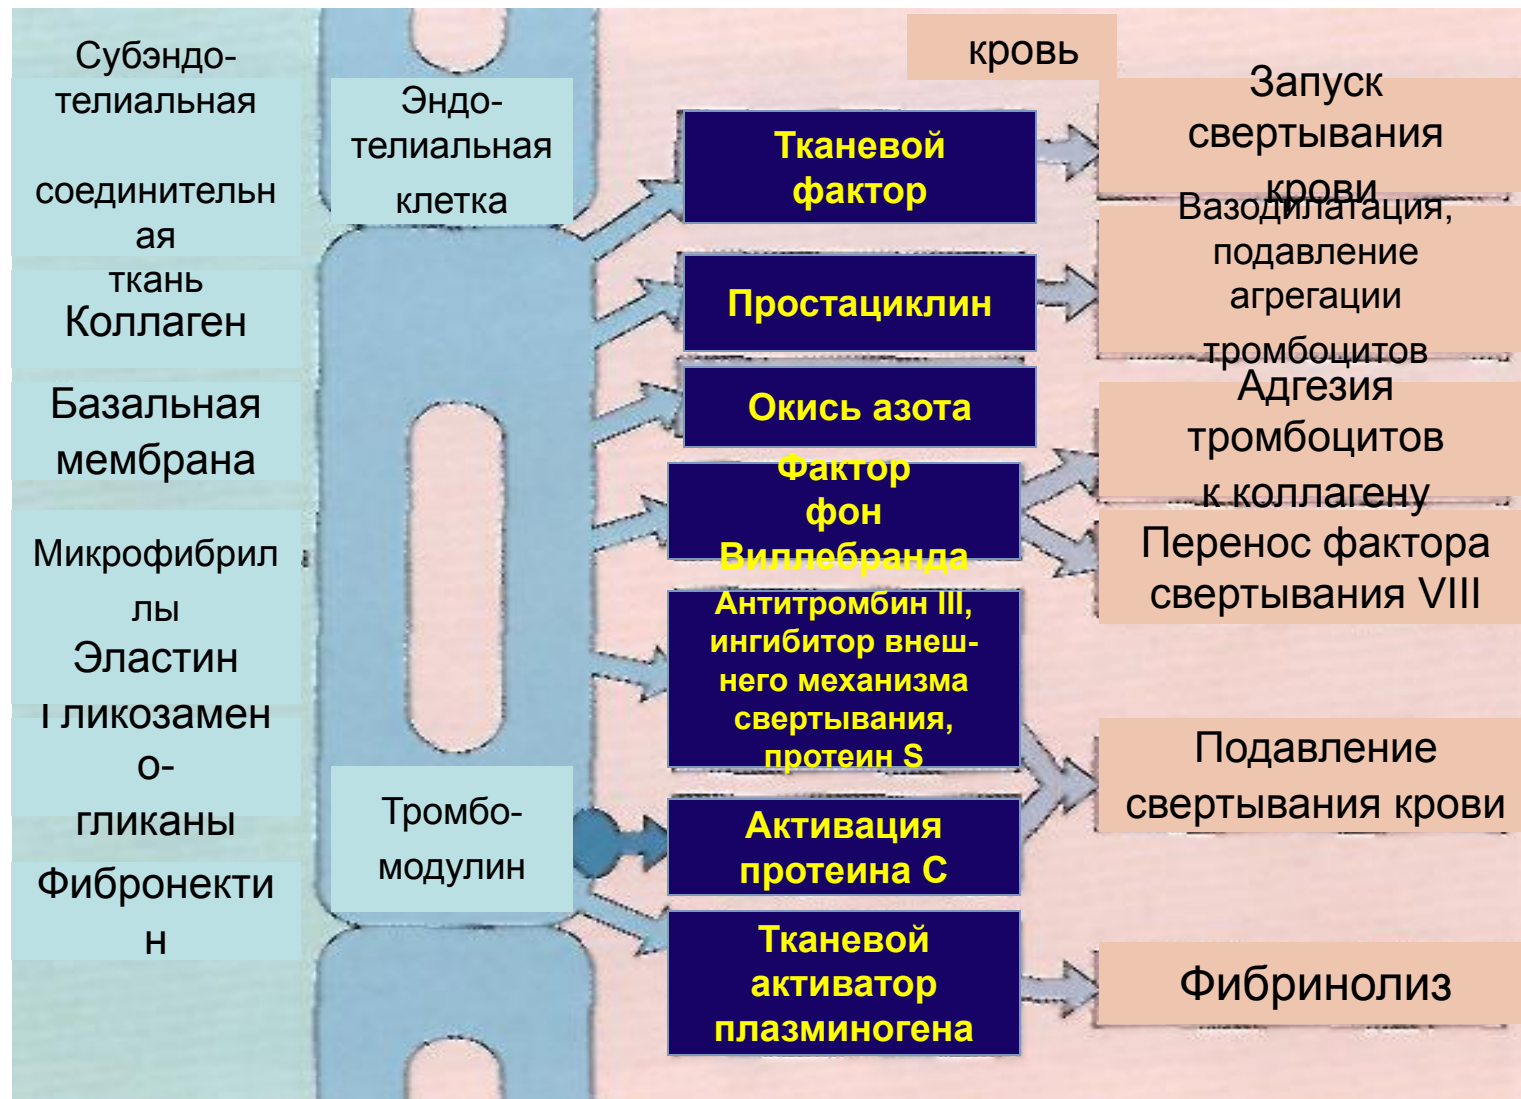 Субэндо-
телиальная
соединительн
ая
ткань
Коллаген
Базальная
мембрана
Микрофибрил
лы
Эластин
Гликозамен
о-
гликаны
Фибронекти
н
Эндо-
телиальная
клетка
Тромбо-
модулин
кровь
Тканевой
фактор
Простациклин
Окись азота
Фактор
фон
Виллебранда
Антитромбин III,
ингибитор внеш-
него механизма
свертывания,
протеин S
Активация
протеина С
Тканевой
активатор
плазминогена
Запуск
свертывания
крови
Вазодилатация,
подавление
агрегации
тромбоцитов
Адгезия
тромбоцитов
к коллагену
Перенос фактора
свертывания VIII
Подавление
свертывания крови
Фибринолиз